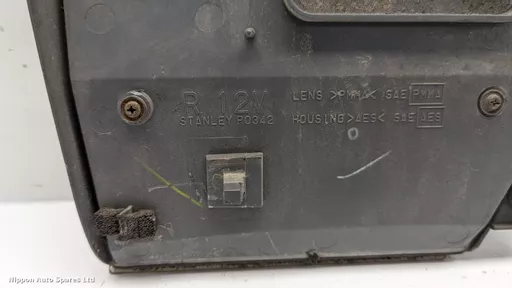 R 12V
STANLEY P0342
LENS >PMMA< SAE PMMA
HOUSING >AES< SAE AES
Nippon Auto Spares Ltd